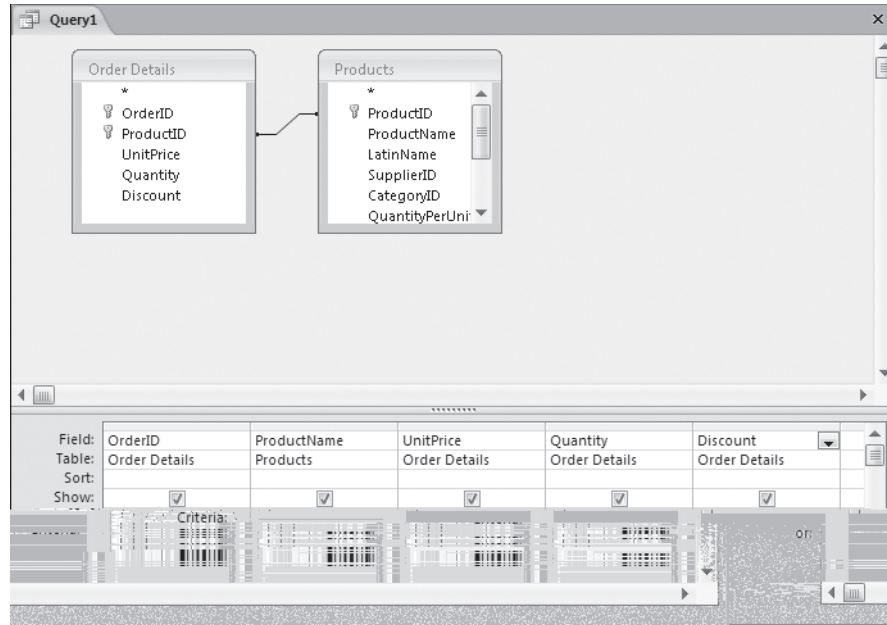 Query1
Order Details
*
OrderID
ProductID
UnitPrice
Quantity
Discount
Products
*
ProductID
ProductName
LatinName
SupplierID
CategoryID
QuantityPerUni
Field: OrderID ProductName UnitPrice Quantity Discount
Table: Order Details Products Order Details Order Details Order Details
Sort:
Show:
Criteria:
or: